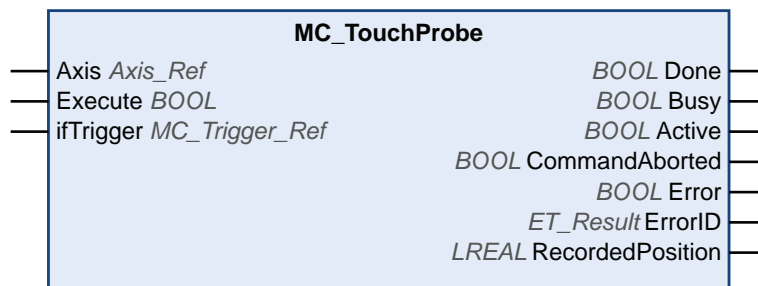 MC_TouchProbe
Axis Axis_Ref BOOL Done
Execute BOOL BOOL Busy
ifTrigger MC_Trigger_Ref BOOL Active
BOOL CommandAborted
BOOL Error
ET_Result ErrorID
LREAL RecordedPosition